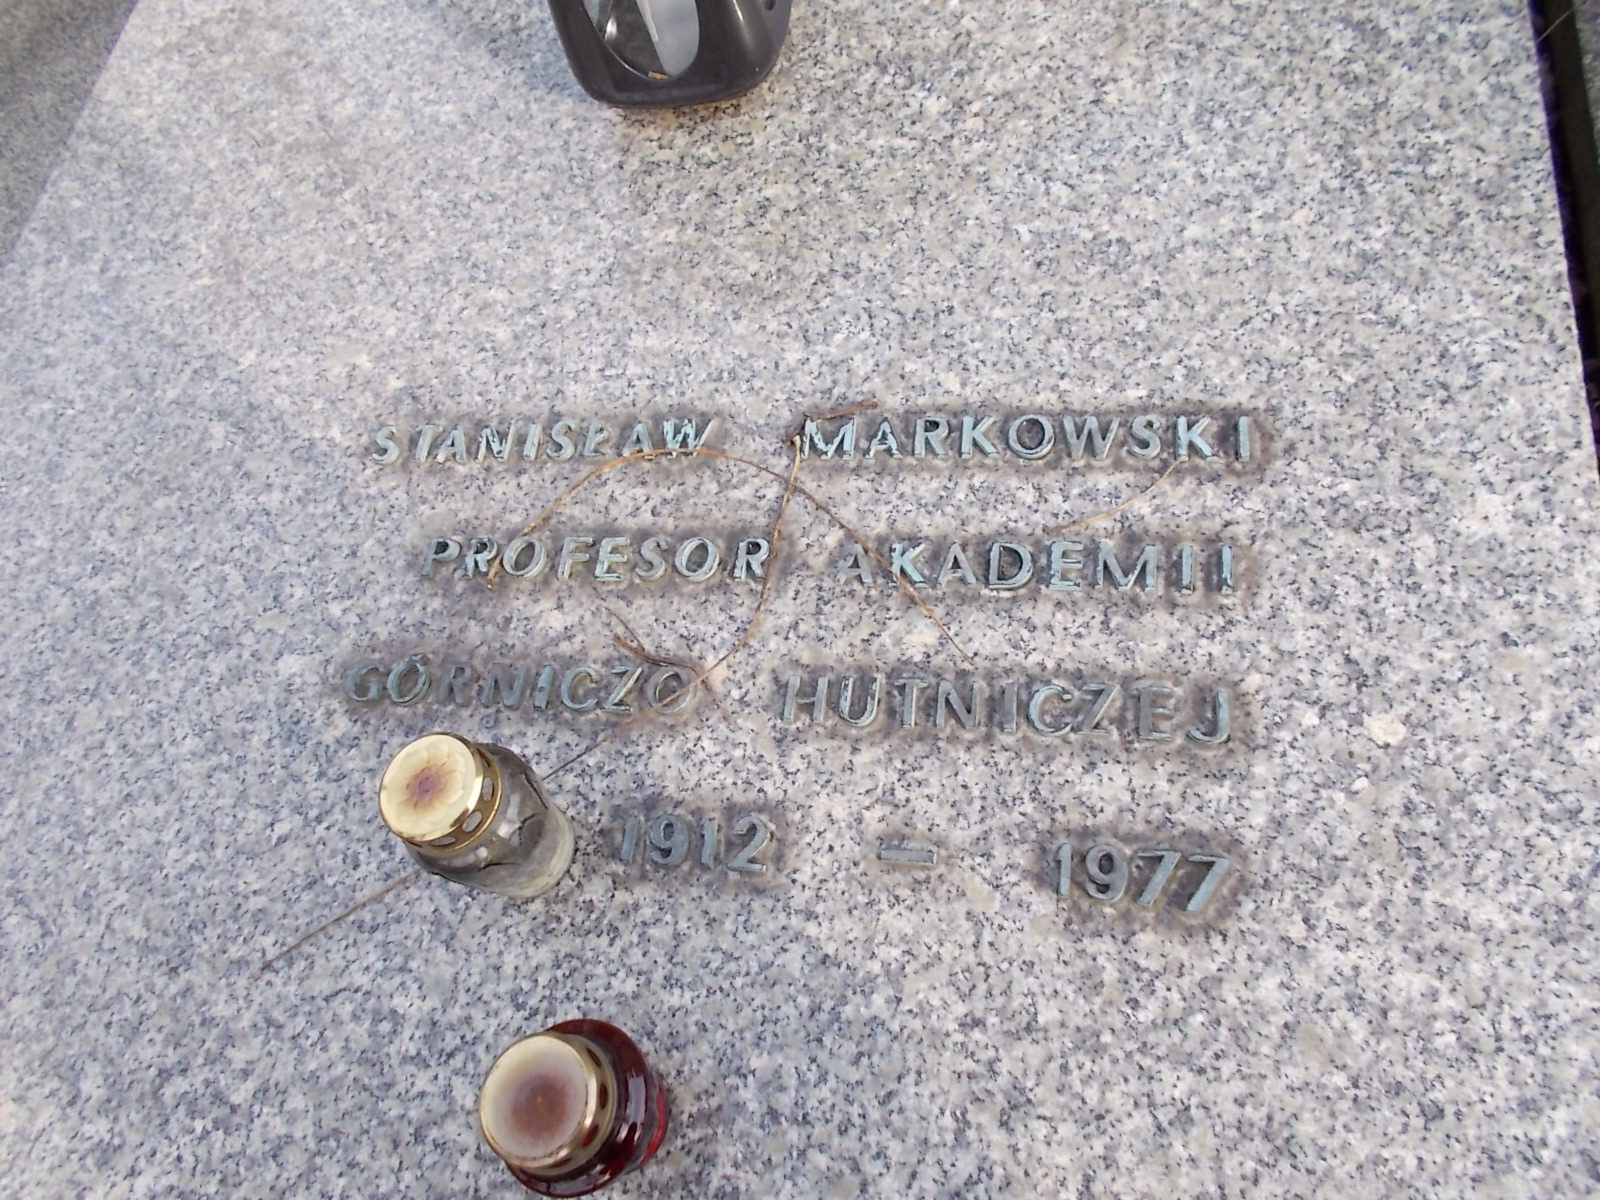 STANISŁAW MARKOWSKI
PROFESOR AKADEMII
GÓRNICZO HUTNICZEJ
1912 – 1977